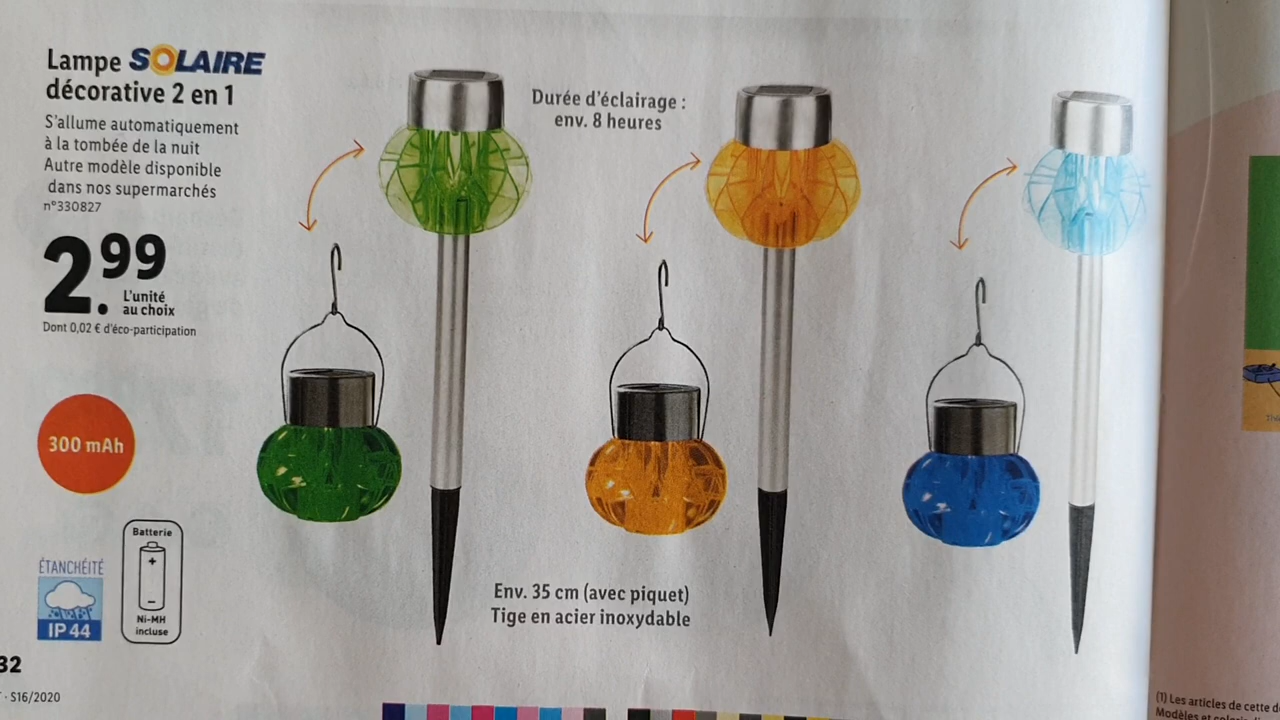 Lampe SOLAIRE
décorative 2 en 1
S'allume automatiquement
à la tombée de la nuit
Autre modèle disponible
dans nos supermarchés
n°330827
2.99
L'unité
au choix
Dont 0,02 € d'éco-participation
300 mAh
Durée d'éclairage :
env. 8 heures
Batterie
+
−
Ni-MH
incluse
ÉTANCHÉITÉ
IP 44
Env. 35 cm (avec piquet)
Tige en acier inoxydable
32
· S16/2020
(1) Les articles de cette